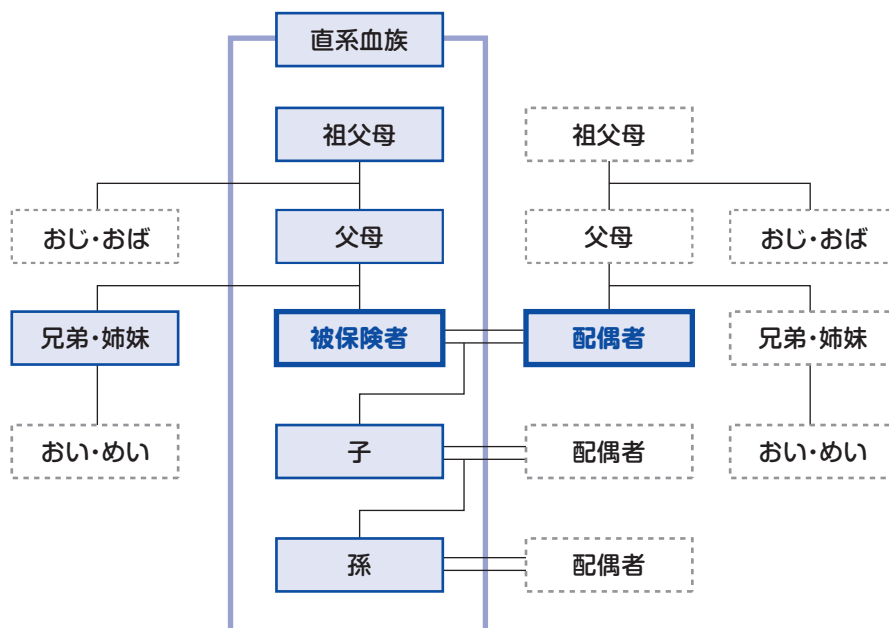 直系血族
祖父母
祖父母
おじ・おば
父母
父母
おじ・おば
兄弟・姉妹
被保険者
配偶者
兄弟・姉妹
おい・めい
子
配偶者
おい・めい
孫
配偶者